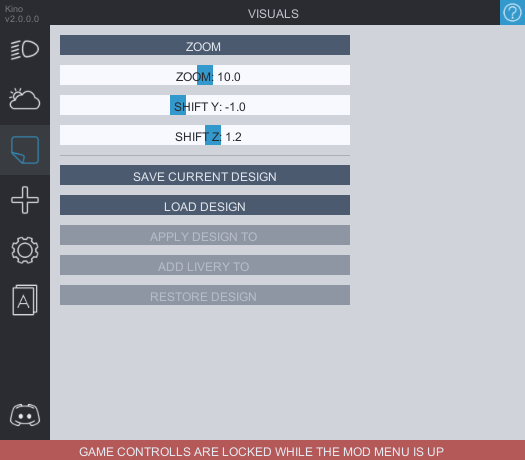 Kino
v2.0.0.0
VISUALS
ZOOM
ZOOM: 10.0
SHIFT Y: -1.0
SHIFT Z: 1.2
SAVE CURRENT DESIGN
LOAD DESIGN
APPLY DESIGN TO
ADD LIVERY TO
RESTORE DESIGN
A
GAME CONTROLLS ARE LOCKED WHILE THE MOD MENU IS UP